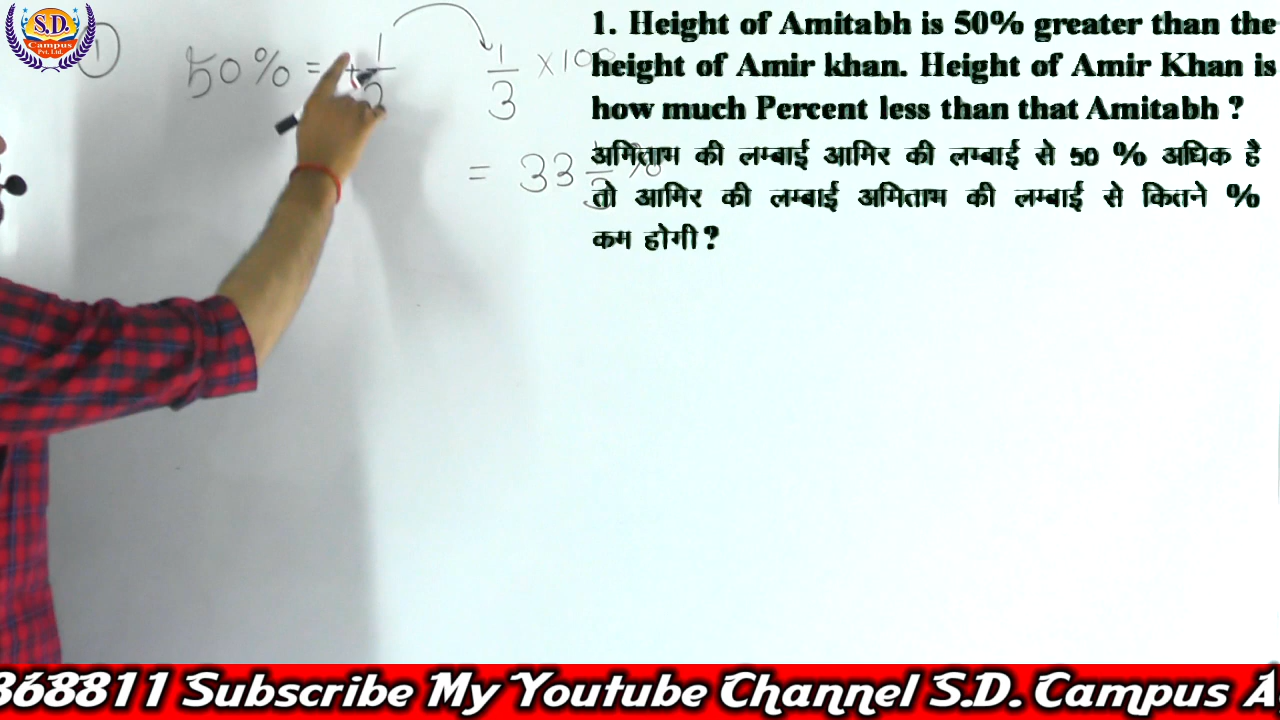 S.D.
Campus
Pvt. Ltd.
1
50% = + 1/2
1/3 × 100
= 33 1/3 %
1. Height of Amitabh is 50% greater than the
height of Amir khan. Height of Amir Khan is
how much Percent less than that Amitabh ?
अमिताभ की लम्बाई आमिर की लम्बाई से 50 % अधिक है
तो आमिर की लम्बाई अमिताभ की लम्बाई से कितने %
कम होगी ?
368811 Subscribe My Youtube Channel S.D. Campus A